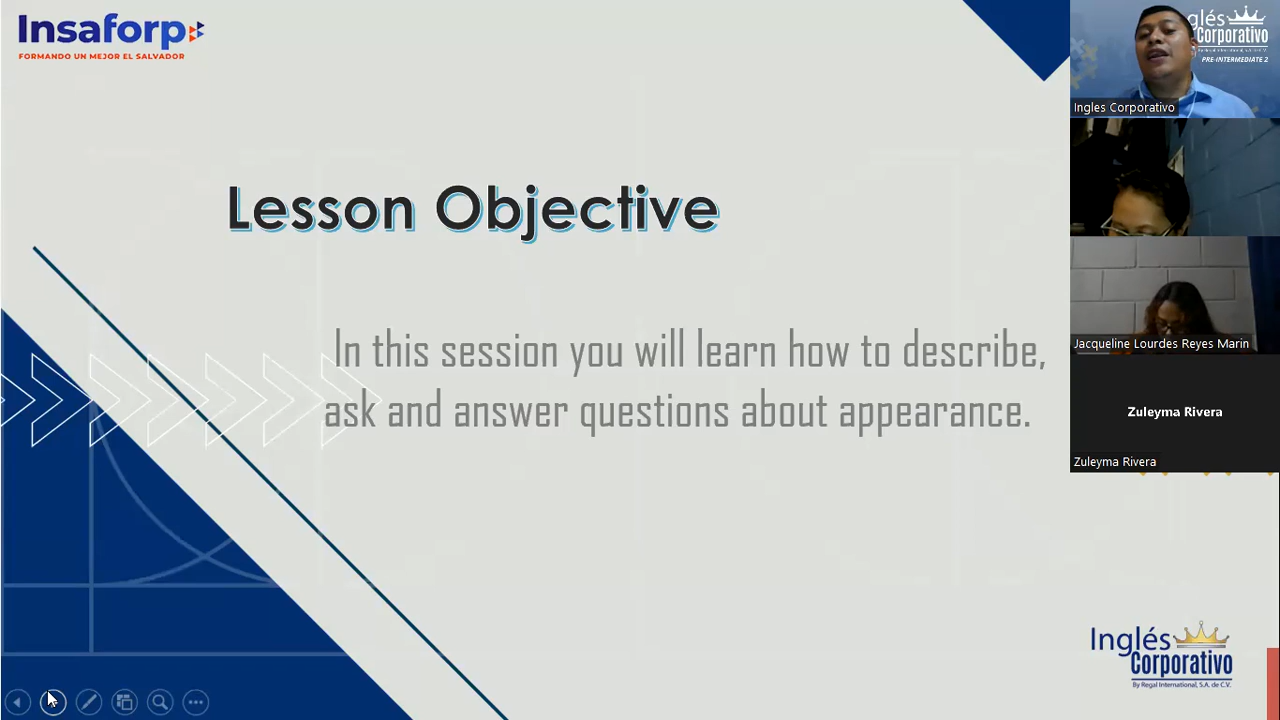 Insaforp
FORMANDO UN MEJOR EL SALVADOR
Lesson Objective
In this session you will learn how to describe,
ask and answer questions about appearance.
glés
Corporativo
PRE-INTERMEDIATE 2
Ingles Corporativo
Jacqueline Lourdes Reyes Marin
Zuleyma Rivera
Zuleyma Rivera
Inglés
Corporativo
By Regal International, S.A. de C.V.